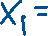 x₁ =